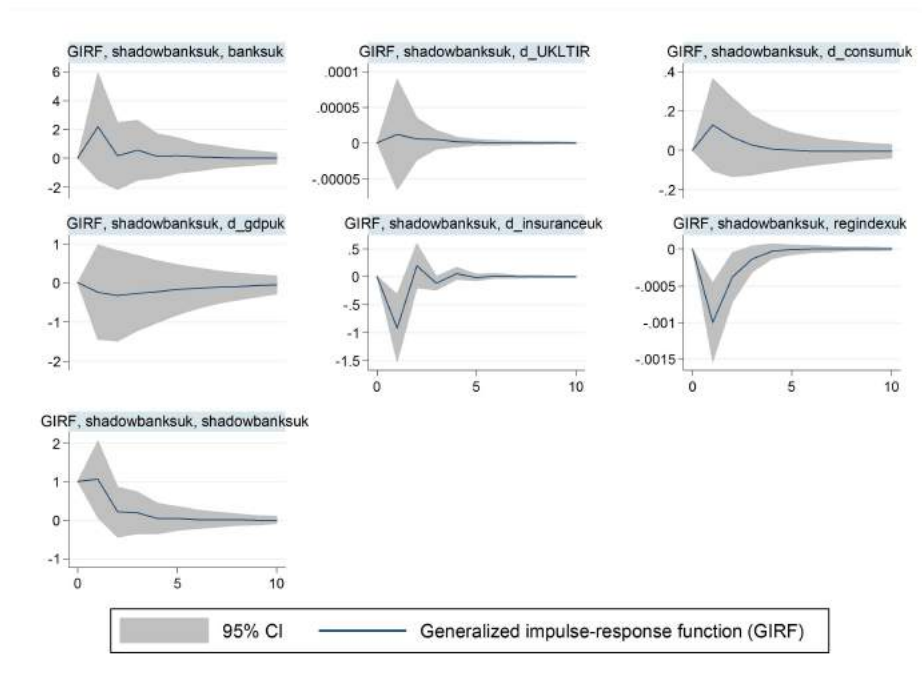 GIRF, shadowbanksuk, banksuk
6
4
2
0
-2
GIRF, shadowbanksuk, d_UKLTIR
.0001
.00005
0
-.00005
GIRF, shadowbanksuk, d_consumuk
.4
.2
0
-.2
GIRF, shadowbanksuk, d_gdpuk
1
0
-1
-2
GIRF, shadowbanksuk, d_insuranceuk
.5
0
-.5
-1
-1.5
0 5 10
GIRF, shadowbanksuk, regindexuk
0
-.0005
-.001
-.0015
0 5 10
GIRF, shadowbanksuk, shadowbanksuk
2
1
0
-1
0 5 10
95% CI Generalized impulse-response function (GIRF)